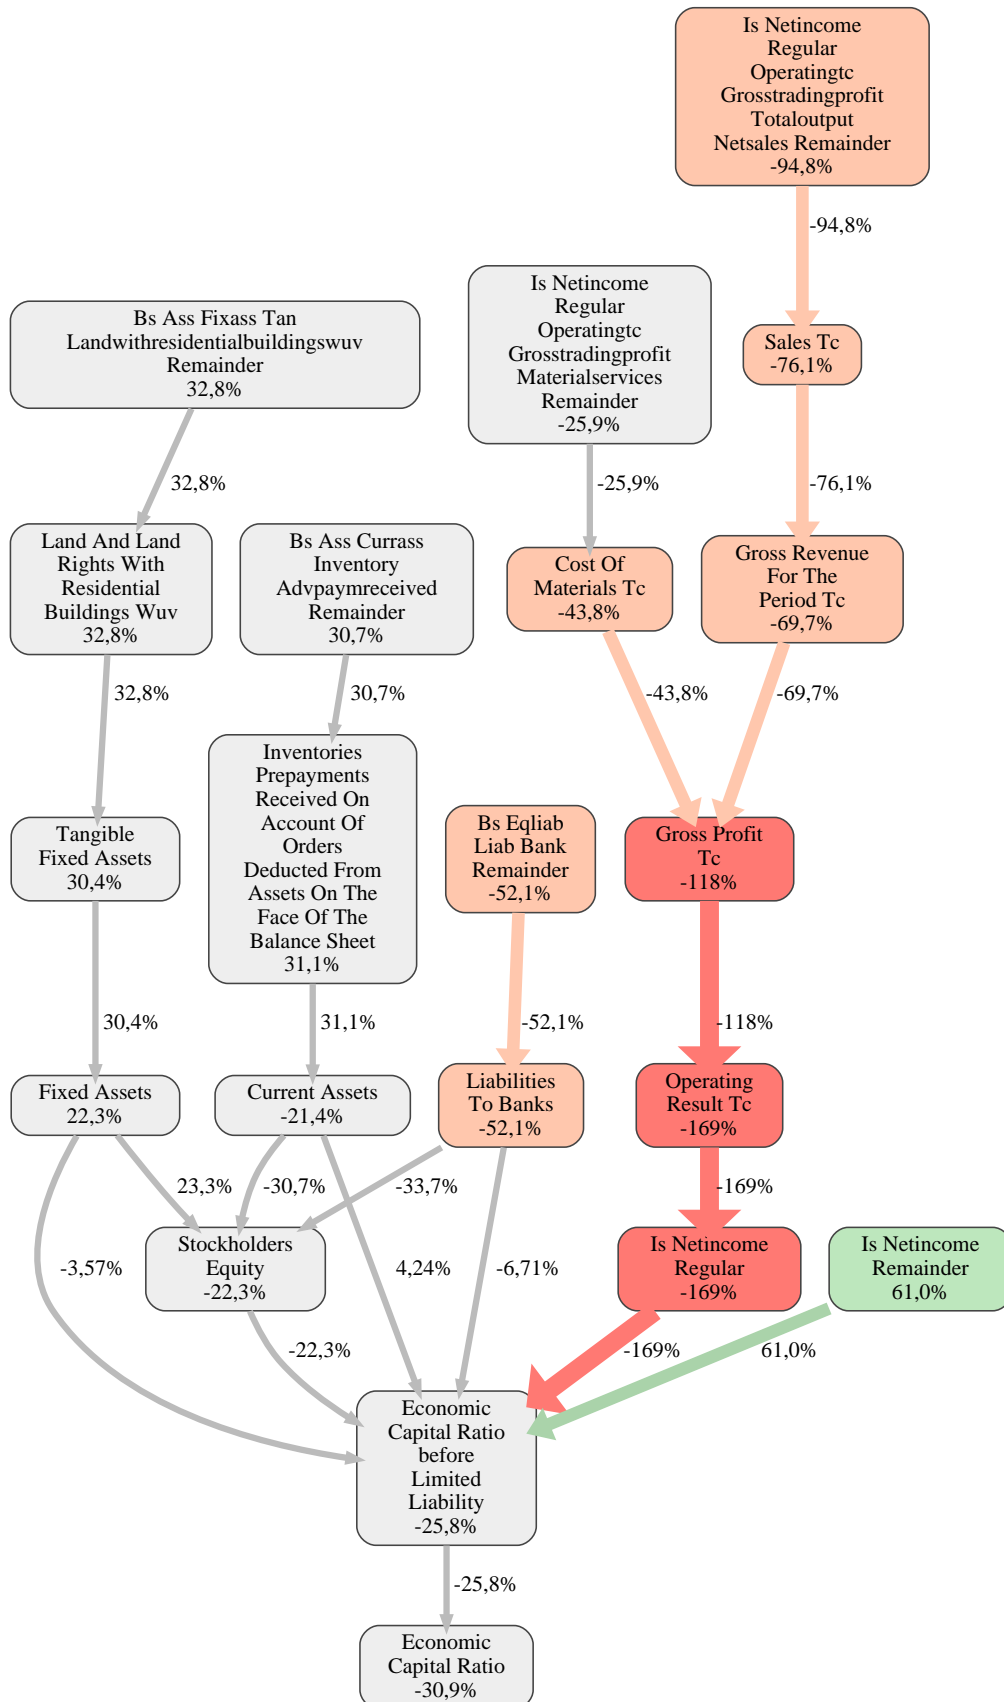 Is Netincome
Regular
Operatingtc
Grosstradingprofit
Totaloutput
Netsales Remainder
-94,8%
-94,8%
Is Netincome
Regular
Operatingtc
Grosstradingprofit
Materialservices
Remainder
-25,9%
Bs Ass Fixass Tan
Landwithresidentialbuildingswuv
Remainder
32,8%
Sales Tc
-76,1%
32,8%
-25,9%
-76,1%
Land And Land
Rights With
Residential
Buildings Wuv
32,8%
Bs Ass Currass
Inventory
Advpaymreceived
Remainder
30,7%
Cost Of
Materials Tc
-43,8%
Gross Revenue
For The
Period Tc
-69,7%
32,8%
30,7%
-43,8%
-69,7%
Inventories
Prepayments
Received On
Account Of
Orders
Deducted From
Assets On The
Face Of The
Balance Sheet
31,1%
Tangible
Fixed Assets
30,4%
Bs Eqliab
Liab Bank
Remainder
-52,1%
Gross Profit
Tc
-118%
30,4%
31,1%
-52,1%
-118%
Fixed Assets
22,3%
Current Assets
-21,4%
Liabilities
To Banks
-52,1%
Operating
Result Tc
-169%
23,3%
-30,7%
-33,7%
-169%
Stockholders
Equity
-22,3%
Is Netincome
Regular
-169%
Is Netincome
Remainder
61,0%
-3,57%
4,24%
-6,71%
-22,3%
-169%
61,0%
Economic
Capital Ratio
before
Limited
Liability
-25,8%
-25,8%
Economic
Capital Ratio
-30,9%